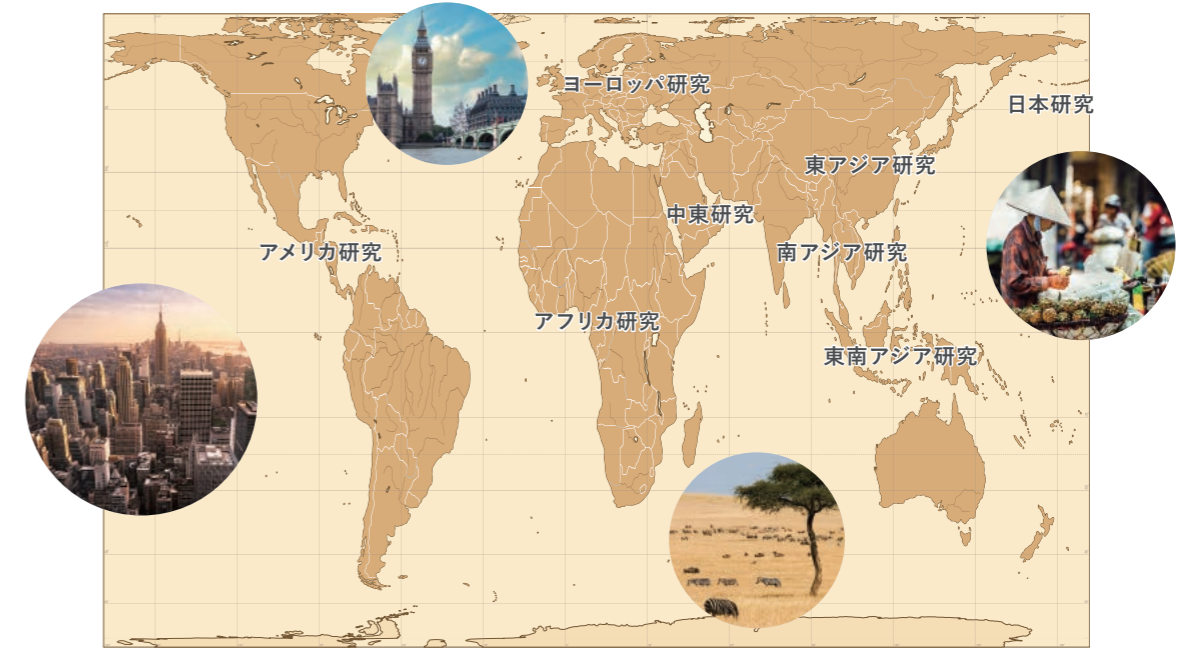 ヨーロッパ研究
日本研究
東アジア研究
中東研究
アメリカ研究
南アジア研究
アフリカ研究
東南アジア研究